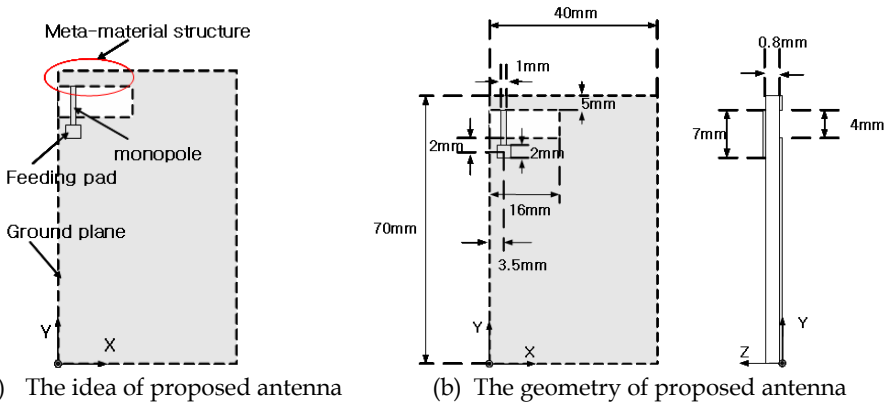 Meta-material structure
monopole
Feeding pad
Ground plane
Y
X
) The idea of proposed antenna
40mm
1mm
5mm
2mm
2mm
16mm
70mm
3.5mm
Y
X
0.8mm
7mm
4mm
Y
Z
(b) The geometry of proposed antenna